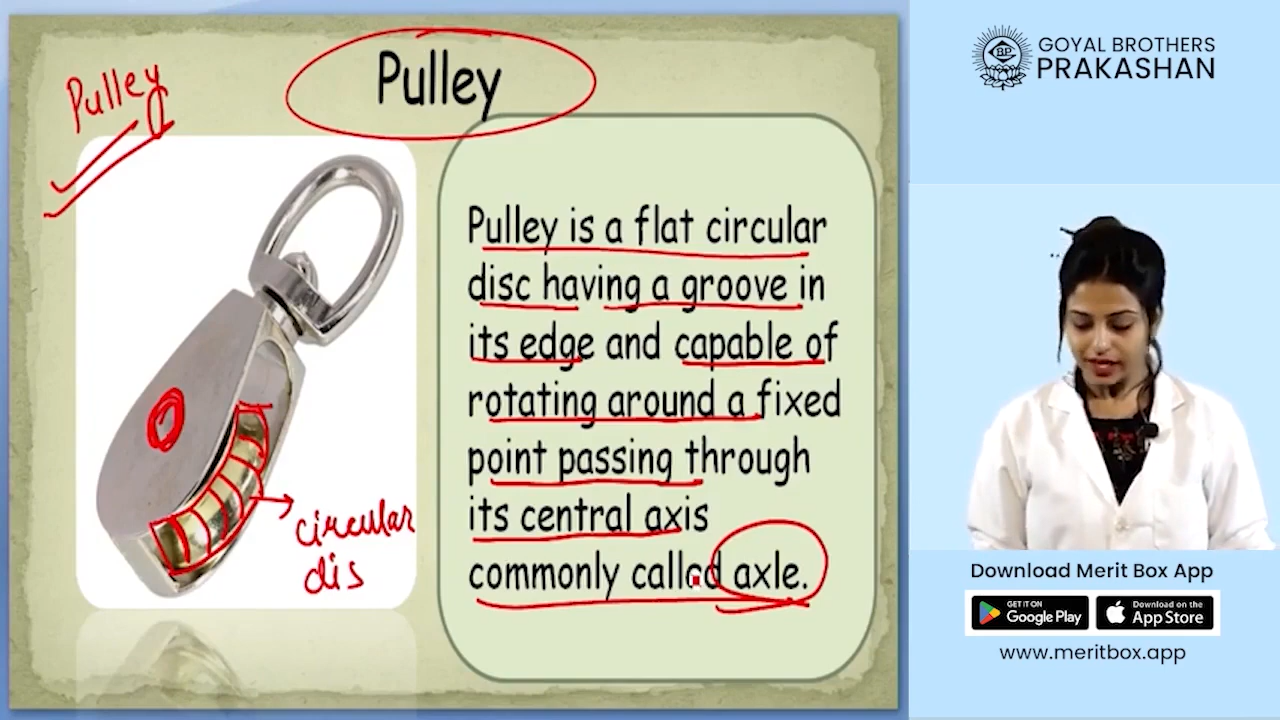 Pulley
Pulley
Pulley is a flat circular
disc having a groove in
its edge and capable of
rotating around a fixed
point passing through
its central axis
commonly called axle.
circular
dis
BP
GOYAL BROTHERS
PRAKASHAN
Download Merit Box App
GET IT ON
Google Play
Download on the
App Store
www.meritbox.app